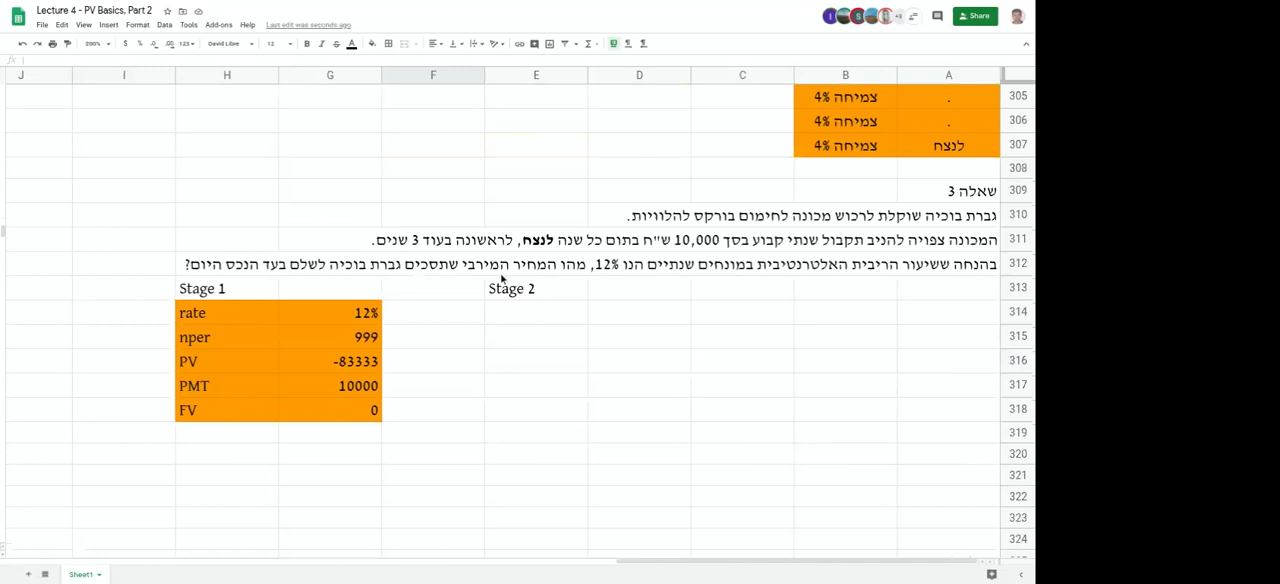 Lecture 4 - PV Basics, Part 2
+8
Share
File Edit View Insert Format Data Tools Add-ons Help Last edit was seconds ago
200% $ % .0 .00 123 David Libre 12 B I S A
fx
J I H G F E D C B A
305 . צמיחה 4%
306 . צמיחה 4%
307 לנצח צמיחה 4%
308
309 שאלה 3
310 גברת בוכיה שוקלת לרכוש מכונה לחימום בורקס להלוויות.
311 המכונה צפויה להניב תקבול שנתי קבוע בסך 10,000 ש"ח בתום כל שנה לנצח, לראשונה בעוד 3 שנים.
312 בהנחה ששיעור הריבית האלטרנטיבית במונחים שנתיים הנו 12%, מהו המחיר המירבי שתסכים גברת בוכיה לשלם בעד הנכס היום?
Stage 1 Stage 2 313
rate 12% 314
nper 999 315
PV -83333 316
PMT 10000 317
FV 0 318
319
320
321
322
323
324
Sheet1